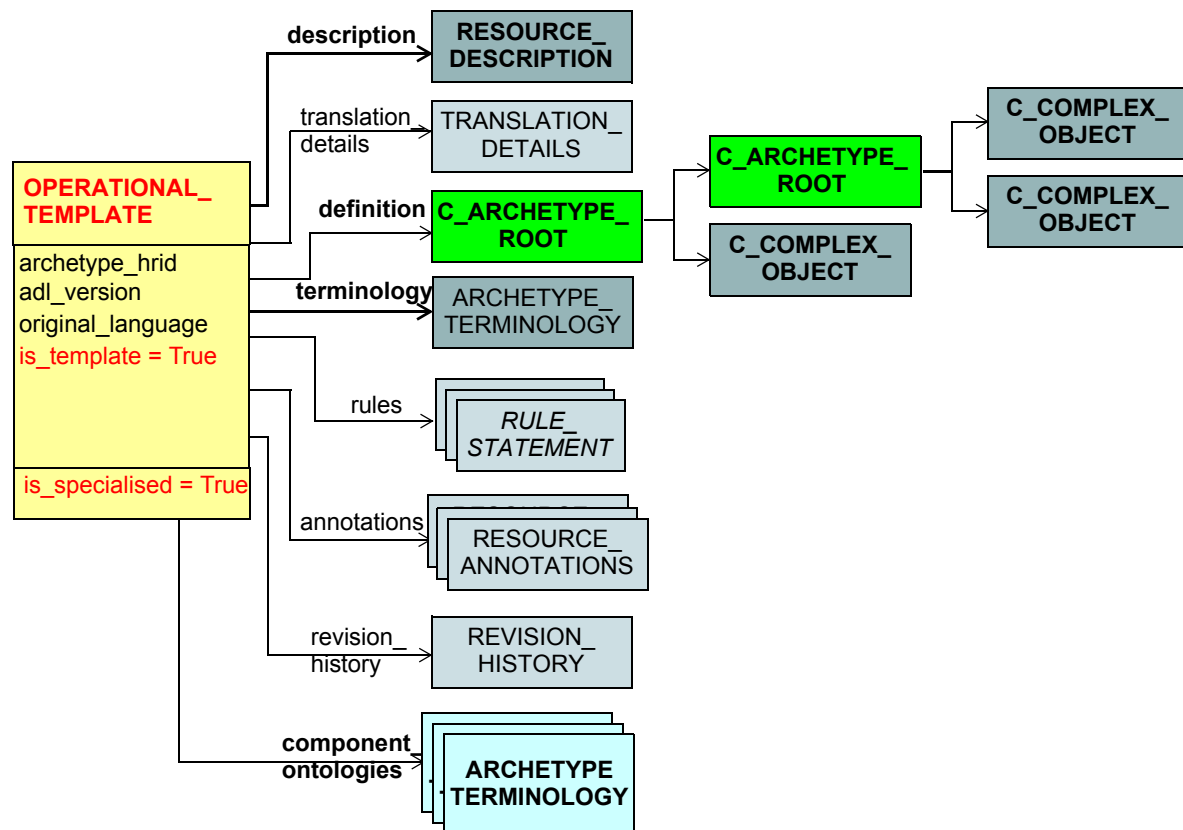 description
RESOURCE_
DESCRIPTION
translation_
details
TRANSLATION_
DETAILS
C_COMPLEX_
OBJECT
C_ARCHETYPE_
ROOT
C_COMPLEX_
OBJECT
OPERATIONAL_
TEMPLATE
definition
C_ARCHETYPE_
ROOT
C_COMPLEX_
OBJECT
archetype_hrid
adl_version
original_language
is_template = True
is_specialised = True
terminology
ARCHETYPE_
TERMINOLOGY
rules
RULE_
STATEMENT
annotations
RESOURCE_
ANNOTATIONS
revision_
history
REVISION_
HISTORY
component_
ontologies
ARCHETYPE
TERMINOLOGY